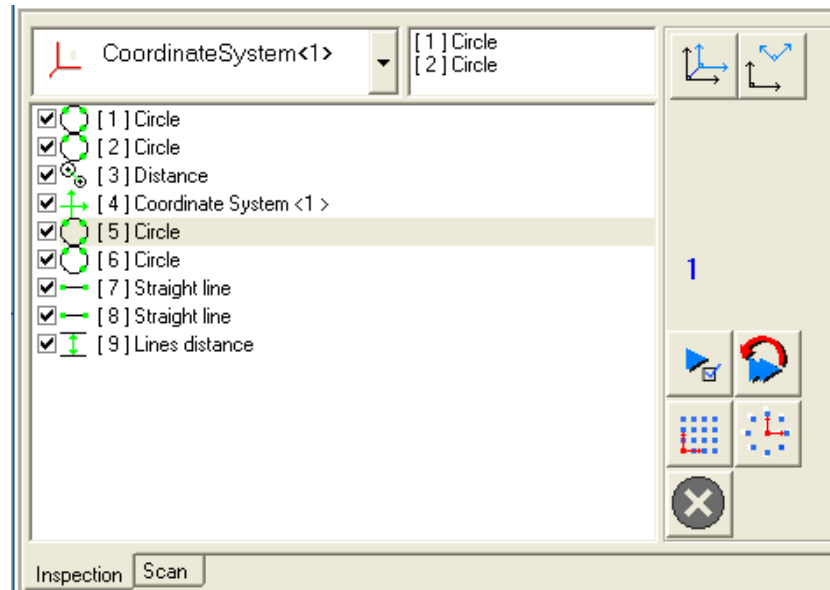 CoordinateSystem<1>
[ 1 ] Circle
[ 2 ] Circle
[ 1 ] Circle
[ 2 ] Circle
[ 3 ] Distance
[ 4 ] Coordinate System <1 >
[ 5 ] Circle
[ 6 ] Circle
[ 7 ] Straight line
[ 8 ] Straight line
[ 9 ] Lines distance
1
Inspection
Scan